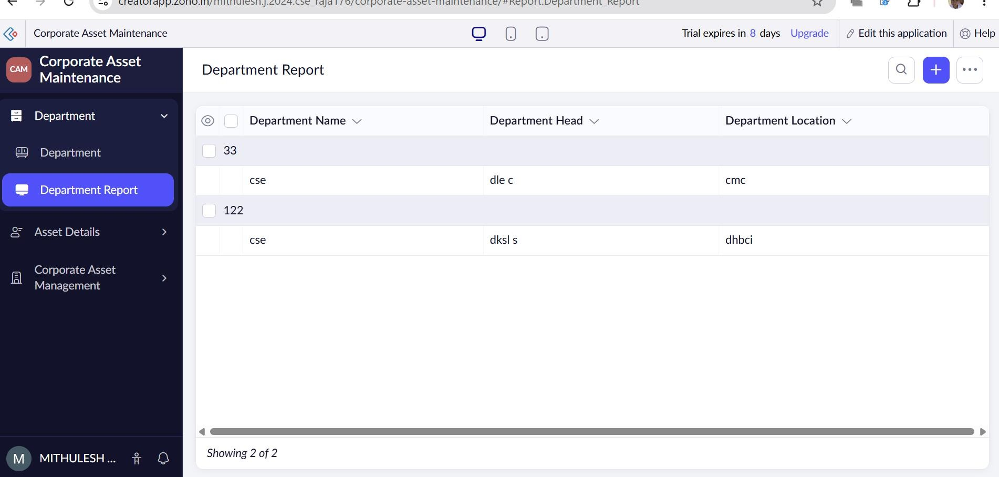 creatorapp.zoho.in/mithulesh.j.2024.cse_raja176/corporate-asset-maintenance/#Report:Department_Report
Corporate Asset Maintenance
Trial expires in 8 days Upgrade Edit this application Help
CAM Corporate Asset
Maintenance
Department Report
Department
Department
Department Report
Asset Details
Corporate Asset
Management
Department Name Department Head Department Location
33
cse dle c cmc
122
cse dksl s dhbci
Showing 2 of 2
M MITHULESH ...